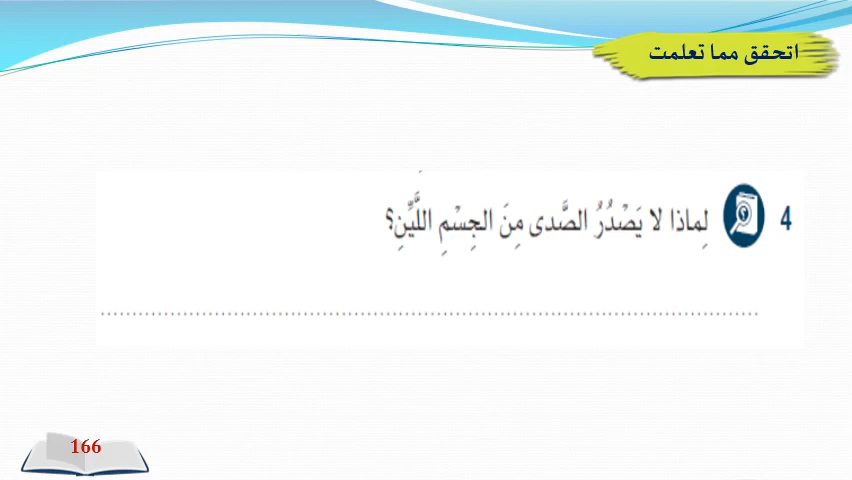 اتحقق مما تعلمت
4 لِماذا لا يَصْدُرُ الصَّدى مِنَ الجِسْمِ اللَّيِّنِ؟
166